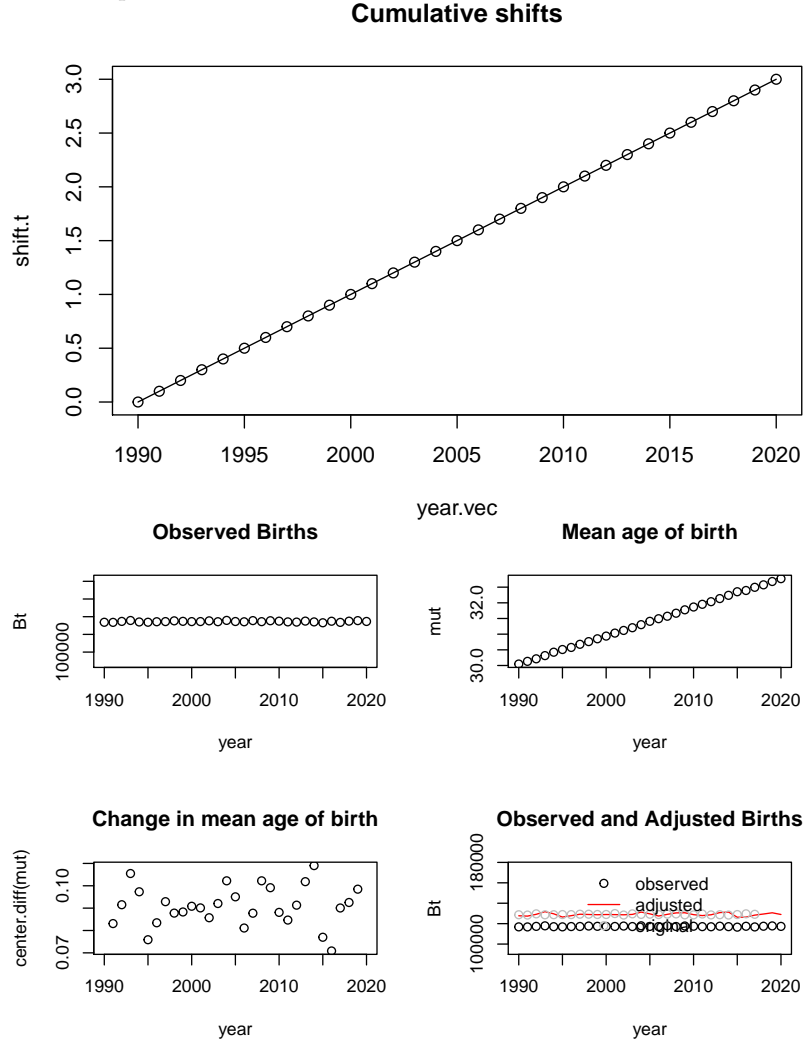 Cumulative shifts
3.0
2.5
2.0
1.5
1.0
0.5
0.0
shift.t
1990 1995 2000 2005 2010 2015 2020
year.vec
Observed Births
Bt
100000
1990 2000 2010 2020
year
Mean age of birth
mut
32.0
30.0
1990 2000 2010 2020
year
Change in mean age of birth
center.diff(mut)
0.10
0.07
1990 2000 2010 2020
year
Observed and Adjusted Births
Bt
180000
100000
observed
adjusted
original
1990 2000 2010 2020
year